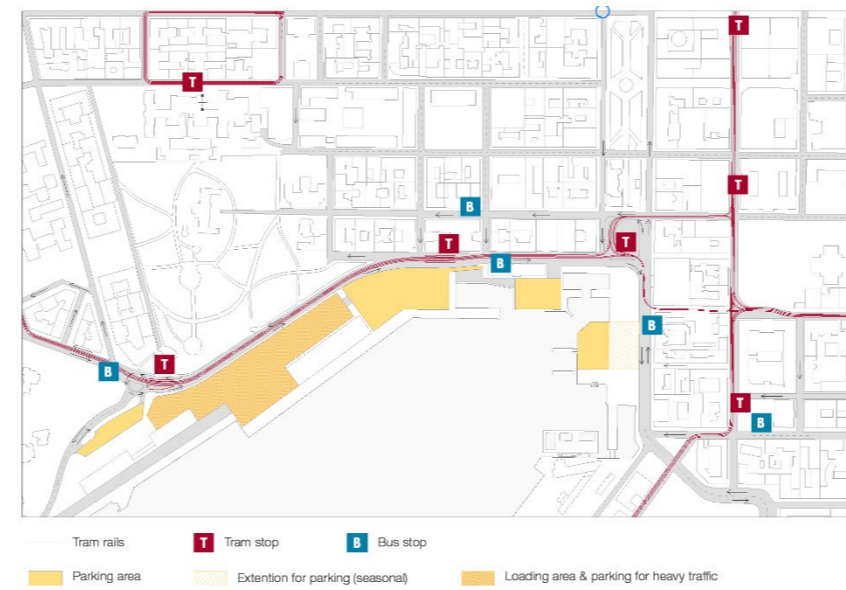 T
T
T
B
T
T
B
B
T
B
T
B
Tram rails
T Tram stop
B Bus stop
Parking area
Extention for parking (seasonal)
Loading area & parking for heavy traffic